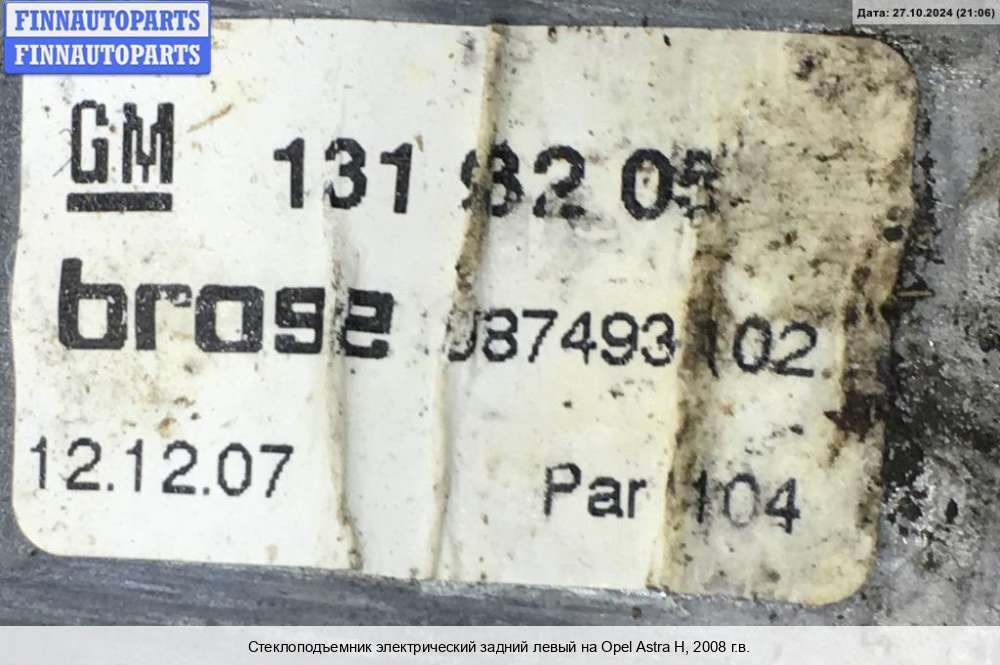 FINNAUTOPARTS
FINNAUTOPARTS
Дата: 27.10.2024 (21:06)
GM 131 82 05
brose 987493 102
12.12.07 Par 104
Стеклоподъемник электрический задний левый на Opel Astra H, 2008 г.в.